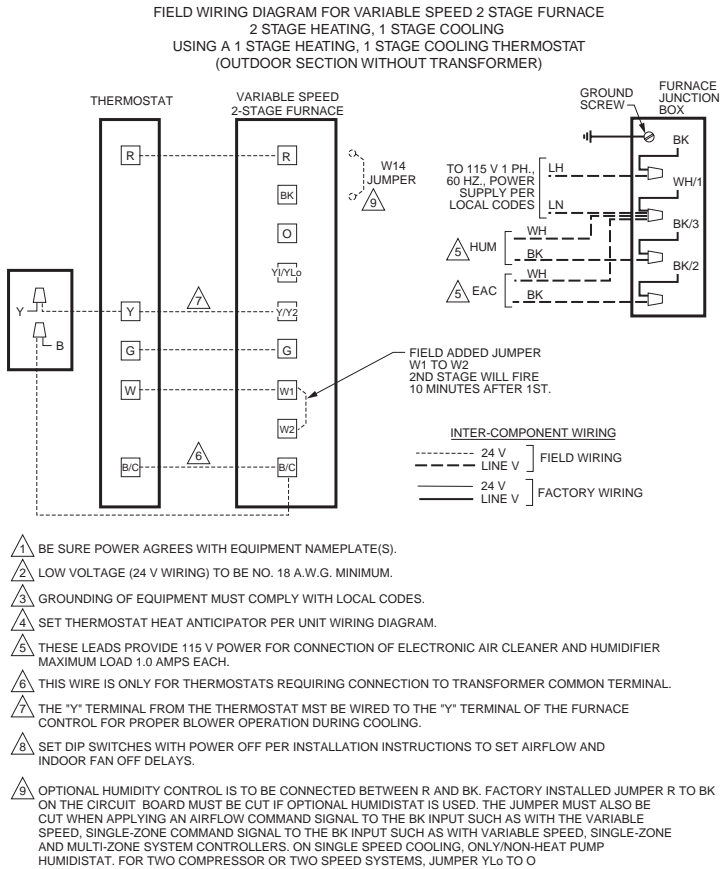 FIELD WIRING DIAGRAM FOR VARIABLE SPEED 2 STAGE FURNACE
2 STAGE HEATING, 1 STAGE COOLING
USING A 1 STAGE HEATING, 1 STAGE COOLING THERMOSTAT
(OUTDOOR SECTION WITHOUT TRANSFORMER)
THERMOSTAT
VARIABLE SPEED
2-STAGE FURNACE
GROUND
SCREW
FURNACE
JUNCTION
BOX
R
R
W14
JUMPER
9
BK
O
YI/YLo
Y
B
Y
7
Y/Y2
G
G
W
W1
W2
B/C
6
B/C
TO 115 V 1 PH.,
60 HZ., POWER
SUPPLY PER
LOCAL CODES
LH
LN
BK
WH/1
BK/3
BK/2
5
HUM
WH
BK
5
EAC
WH
BK
FIELD ADDED JUMPER
W1 TO W2
2ND STAGE WILL FIRE
10 MINUTES AFTER 1ST.
INTER-COMPONENT WIRING
24 V
LINE V
FIELD WIRING
24 V
LINE V
FACTORY WIRING
1 BE SURE POWER AGREES WITH EQUIPMENT NAMEPLATE(S).
2 LOW VOLTAGE (24 V WIRING) TO BE NO. 18 A.W.G. MINIMUM.
3 GROUNDING OF EQUIPMENT MUST COMPLY WITH LOCAL CODES.
4 SET THERMOSTAT HEAT ANTICIPATOR PER UNIT WIRING DIAGRAM.
5 THESE LEADS PROVIDE 115 V POWER FOR CONNECTION OF ELECTRONIC AIR CLEANER AND HUMIDIFIER
MAXIMUM LOAD 1.0 AMPS EACH.
6 THIS WIRE IS ONLY FOR THERMOSTATS REQUIRING CONNECTION TO TRANSFORMER COMMON TERMINAL.
7 THE "Y" TERMINAL FROM THE THERMOSTAT MST BE WIRED TO THE "Y" TERMINAL OF THE FURNACE
CONTROL FOR PROPER BLOWER OPERATION DURING COOLING.
8 SET DIP SWITCHES WITH POWER OFF PER INSTALLATION INSTRUCTIONS TO SET AIRFLOW AND
INDOOR FAN OFF DELAYS.
9 OPTIONAL HUMIDITY CONTROL IS TO BE CONNECTED BETWEEN R AND BK. FACTORY INSTALLED JUMPER R TO BK
ON THE CIRCUIT BOARD MUST BE CUT IF OPTIONAL HUMIDISTAT IS USED. THE JUMPER MUST ALSO BE
CUT WHEN APPLYING AN AIRFLOW COMMAND SIGNAL TO THE BK INPUT SUCH AS WITH THE VARIABLE
SPEED, SINGLE-ZONE COMMAND SIGNAL TO THE BK INPUT SUCH AS WITH VARIABLE SPEED, SINGLE-ZONE
AND MULTI-ZONE SYSTEM CONTROLLERS. ON SINGLE SPEED COOLING, ONLY/NON-HEAT PUMP
HUMIDISTAT. FOR TWO COMPRESSOR OR TWO SPEED SYSTEMS, JUMPER YLo TO O